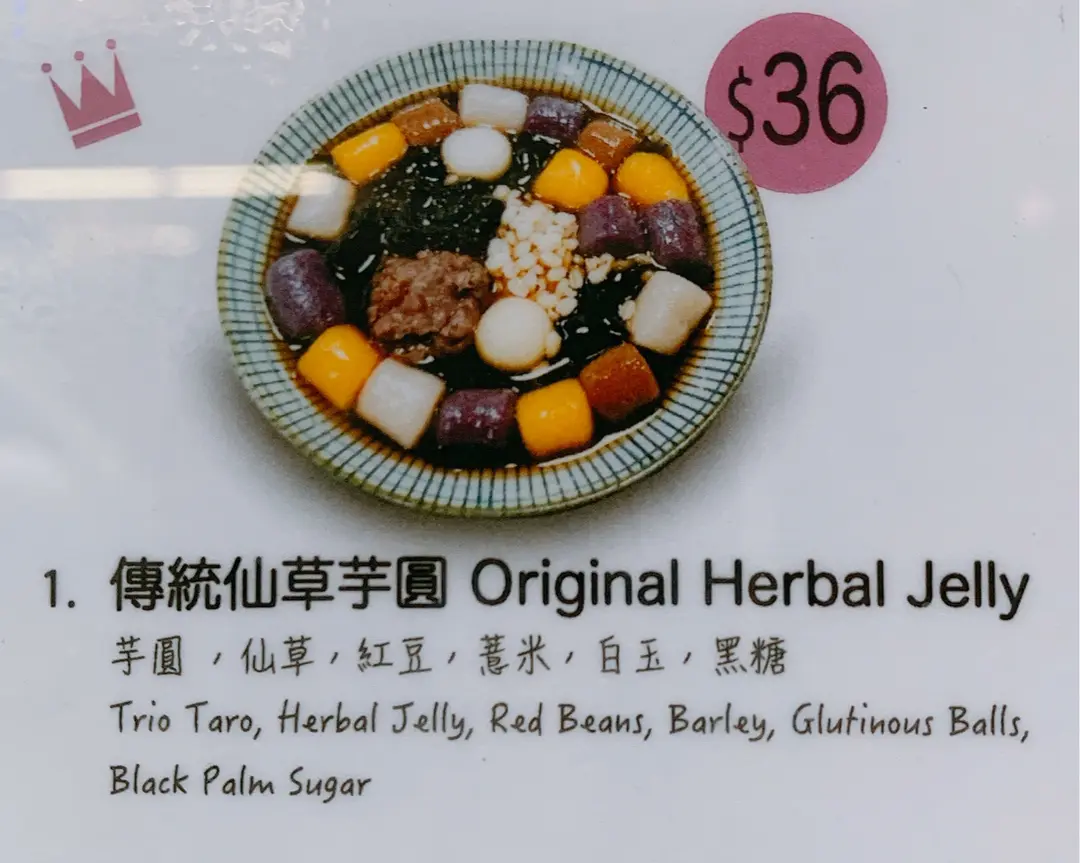 $36
1. 傳統仙草芋圓 Original Herbal Jelly
芋圓，仙草，紅豆，薏米，白玉，黑糖
Trio Taro, Herbal Jelly, Red Beans, Barley, Glutinous Balls,
Black Palm Sugar